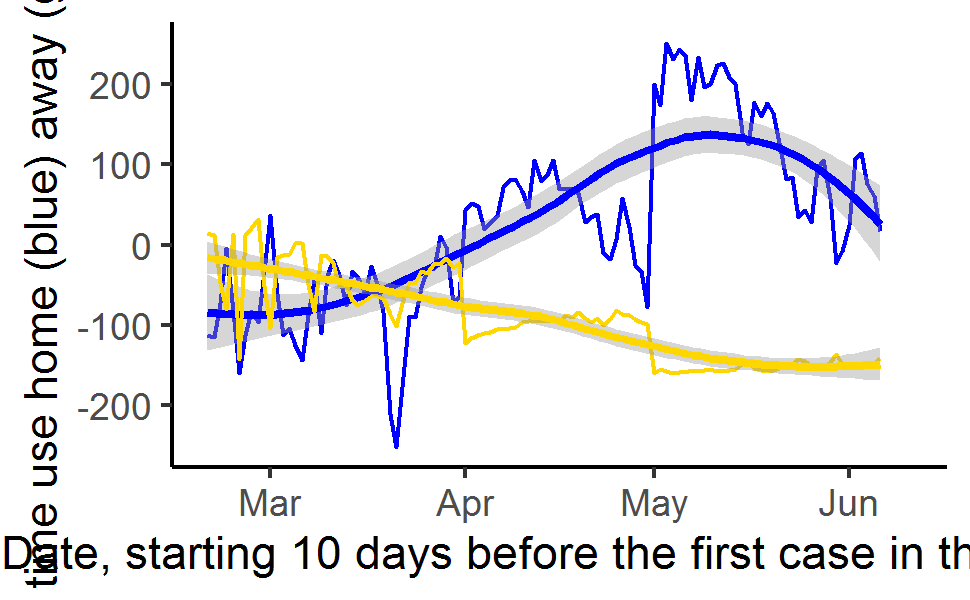 time use home (blue) away (
200
100
0
-100
-200
Mar Apr May Jun
Date, starting 10 days before the first case in th